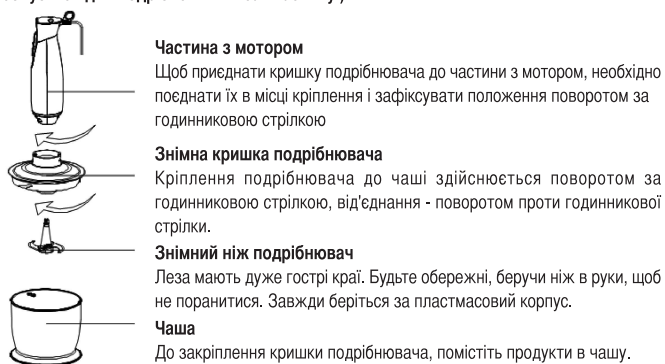 Частина з мотором
Щоб приєднати кришку подрібнювача до частини з мотором, необхідно
поєднати їх в місці кріплення і зафіксувати положення поворотом за
годинниковою стрілкою
Знімна кришка подрібнювача
Кріплення подрібнювача до чаші здійснюється поворотом за
годинниковою стрілкою, від'єднання - поворотом проти годинникової
стрілки.
Знімний ніж подрібнювач
Леза мають дуже гострі краї. Будьте обережні, беручи ніж в руки, щоб
не поранитися. Завжди беріться за пластмасовий корпус.
Чаша
До закріплення кришки подрібнювача, помістіть продукти в чашу.